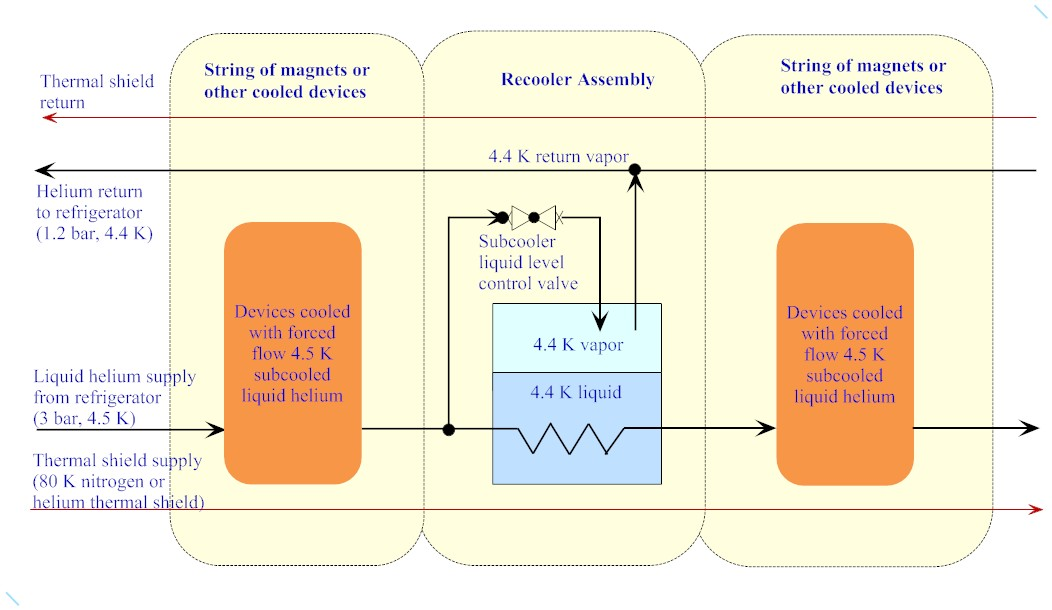 String of magnets or
other cooled devices
Recooler Assembly
String of magnets or
other cooled devices
Thermal shield
return
4.4 K return vapor
Helium return
to refrigerator
(1.2 bar, 4.4 K)
Subcooler
liquid level
control valve
Devices cooled
with forced
flow 4.5 K
subcooled
liquid helium
4.4 K vapor
4.4 K liquid
Devices cooled
with forced
flow 4.5 K
subcooled
liquid helium
Liquid helium supply
from refrigerator
(3 bar, 4.5 K)
Thermal shield supply
(80 K nitrogen or
helium thermal shield)